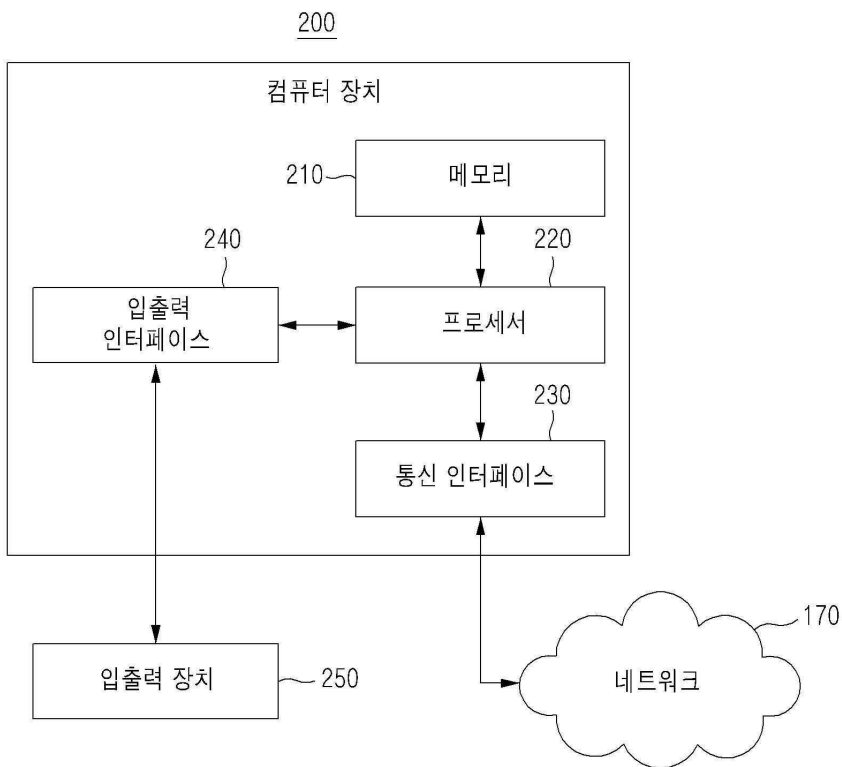 200
컴퓨터 장치
210
메모리
240
220
입출력
인터페이스
프로세서
230
통신 인터페이스
170
입출력 장치
250
네트워크